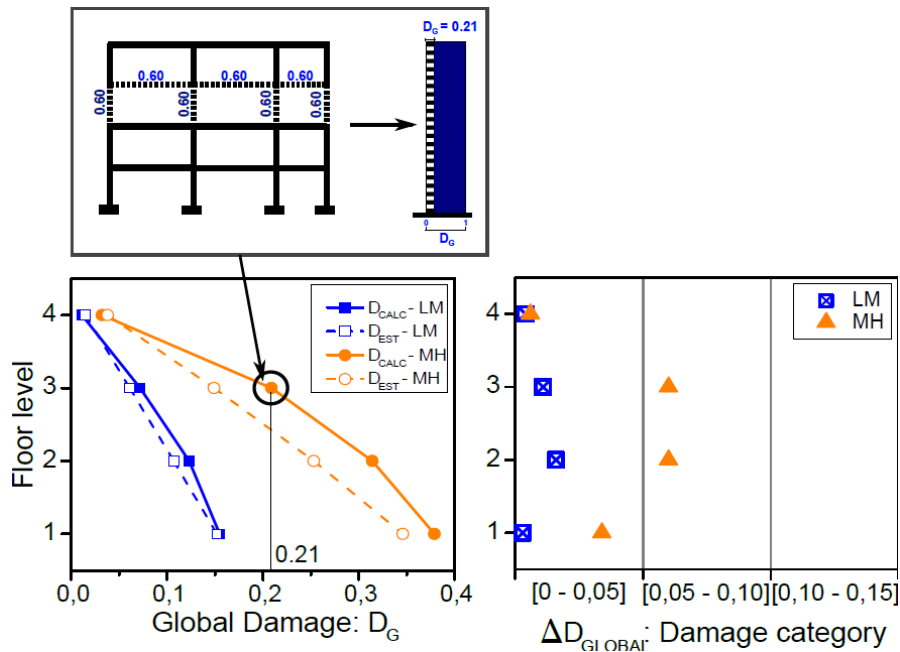 D_G = 0.21
0.60 0.60 0.60
0.60 0.60 0.60 0.60
0 1
D_G
4
3
2
1
Floor level
0,0 0,1 0,2 0,3 0,4
Global Damage: D_G
0.21
D_CALC - LM
D_EST - LM
D_CALC - MH
D_EST - MH
4
3
2
1
LM
MH
[0 - 0,05] [0,05 - 0,10] [0,10 - 0,15]
ΔD_GLOBAL: Damage category